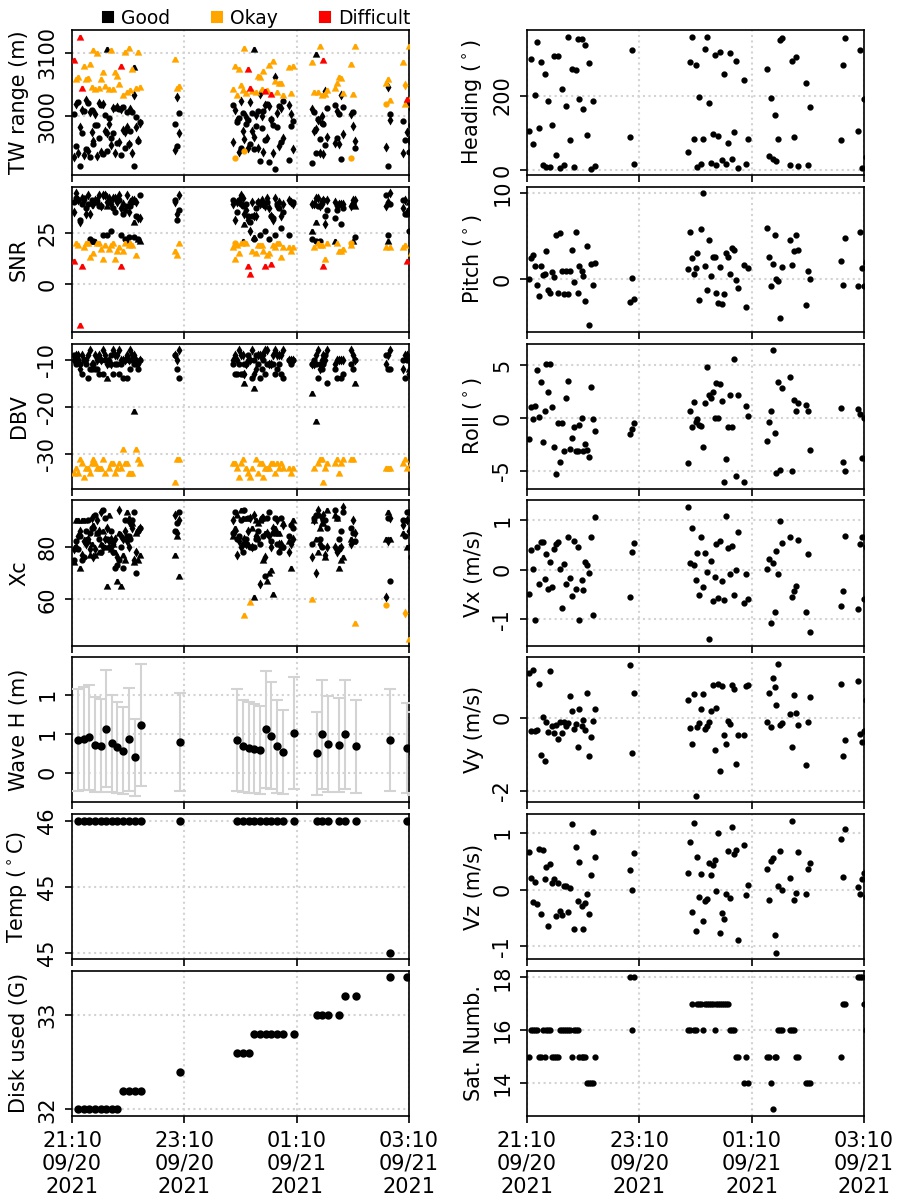 Good Okay Difficult
TW range (m)
3100
3000
Heading (°)
200
0
SNR
25
0
Pitch (°)
10
0
DBV
-10
-20
-30
Roll (°)
5
0
-5
Xc
80
60
Vx (m/s)
1
0
-1
Wave H (m)
1
1
0
Vy (m/s)
0
-2
Temp (°C)
46
45
45
Vz (m/s)
1
0
-1
Disk used (G)
33
32
Sat. Numb.
18
16
14
21:10 23:10 01:10 03:10 21:10 23:10 01:10 03:10
09/20 09/20 09/21 09/21 09/20 09/20 09/21 09/21
2021 2021 2021 2021 2021 2021 2021 2021